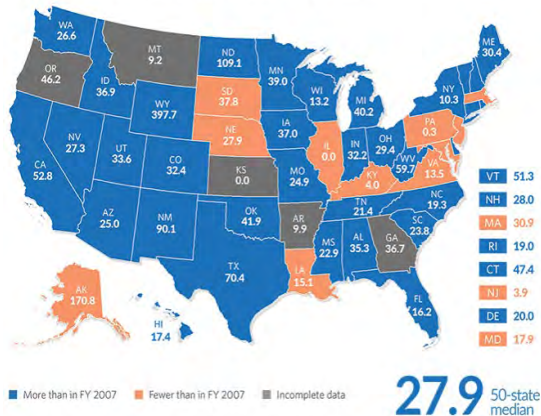 WA
26.6
OR
46.2
MT
9.2
ID
36.9
ND
109.1
SD
37.8
MN
39.0
WI
13.2
MI
40.2
ME
30.4
NY
10.3
PA
0.3
WY
397.7
NE
27.9
IA
37.0
IL
0.0
IN
32.2
OH
29.4
WV
59.7
VA
13.5
NV
27.3
UT
33.6
CO
32.4
KS
0.0
MO
24.9
KY
4.0
CA
52.8
AZ
25.0
NM
90.1
OK
41.9
AR
9.9
TN
21.4
NC
19.3
SC
23.8
TX
70.4
LA
15.1
MS
22.9
AL
35.3
GA
36.7
FL
16.2
AK
170.8
HI
17.4
VT 51.3
NH 28.0
MA 30.9
RI 19.0
CT 47.4
NJ 3.9
DE 20.0
MD 17.9
More than in FY 2007 Fewer than in FY 2007 Incomplete data
27.9 50-state
median